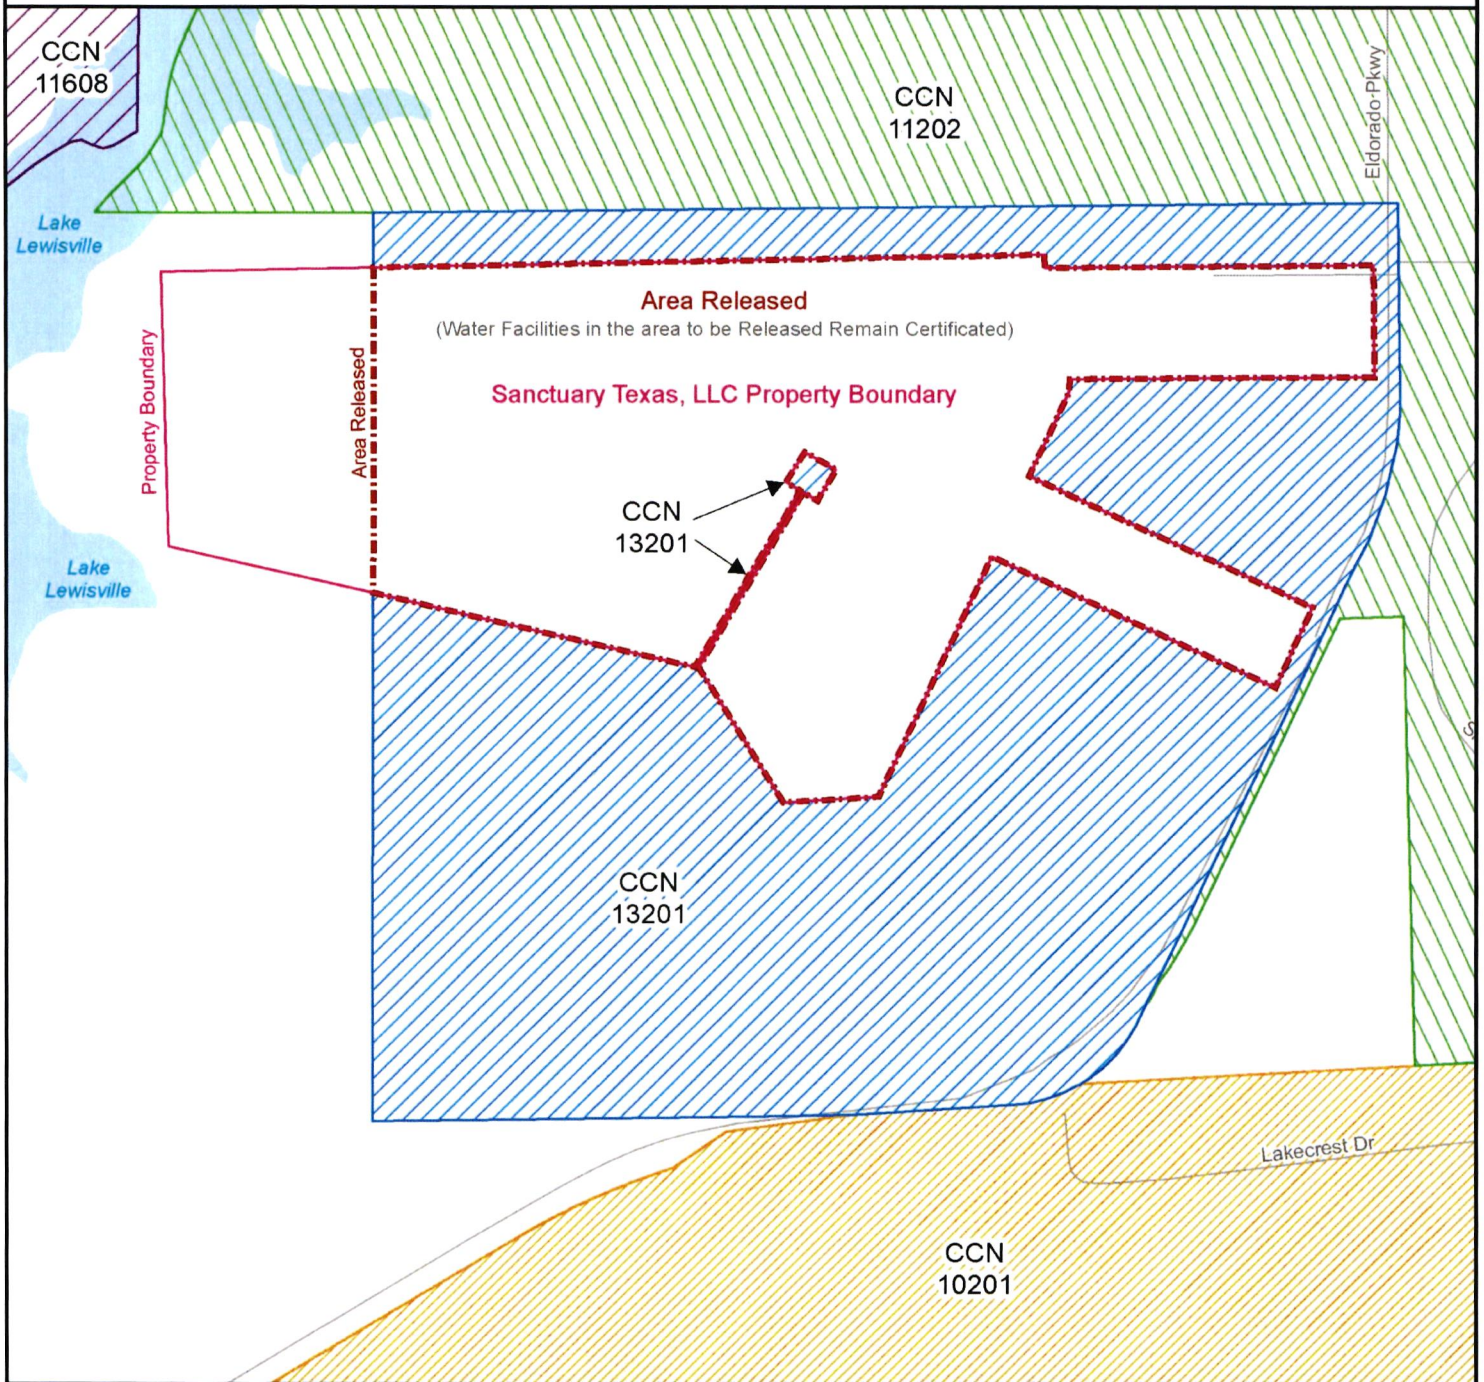 CCN
11608
CCN
11202
Eldorado Pkwy
Lake
Lewisville
Area Released
(Water Facilities in the area to be Released Remain Certificated)
Property Boundary
Area Released
Sanctuary Texas, LLC Property Boundary
CCN
13201
Lake
Lewisville
CCN
13201
Lakecrest Dr
CCN
10201